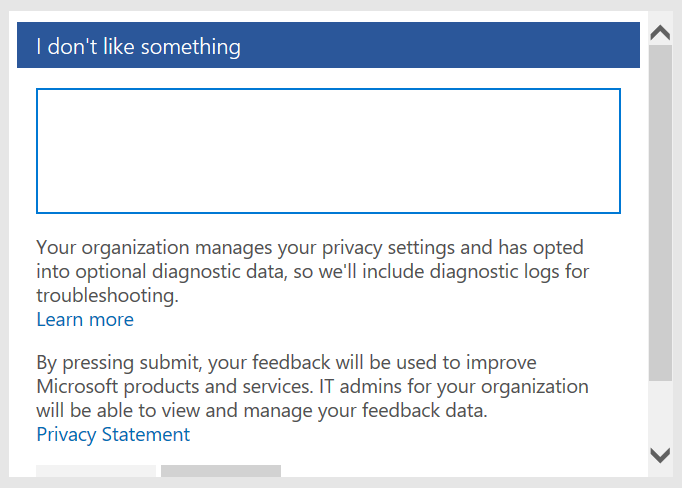 I don't like something
Your organization manages your privacy settings and has opted
into optional diagnostic data, so we'll include diagnostic logs for
troubleshooting.
Learn more
By pressing submit, your feedback will be used to improve
Microsoft products and services. IT admins for your organization
will be able to view and manage your feedback data.
Privacy Statement